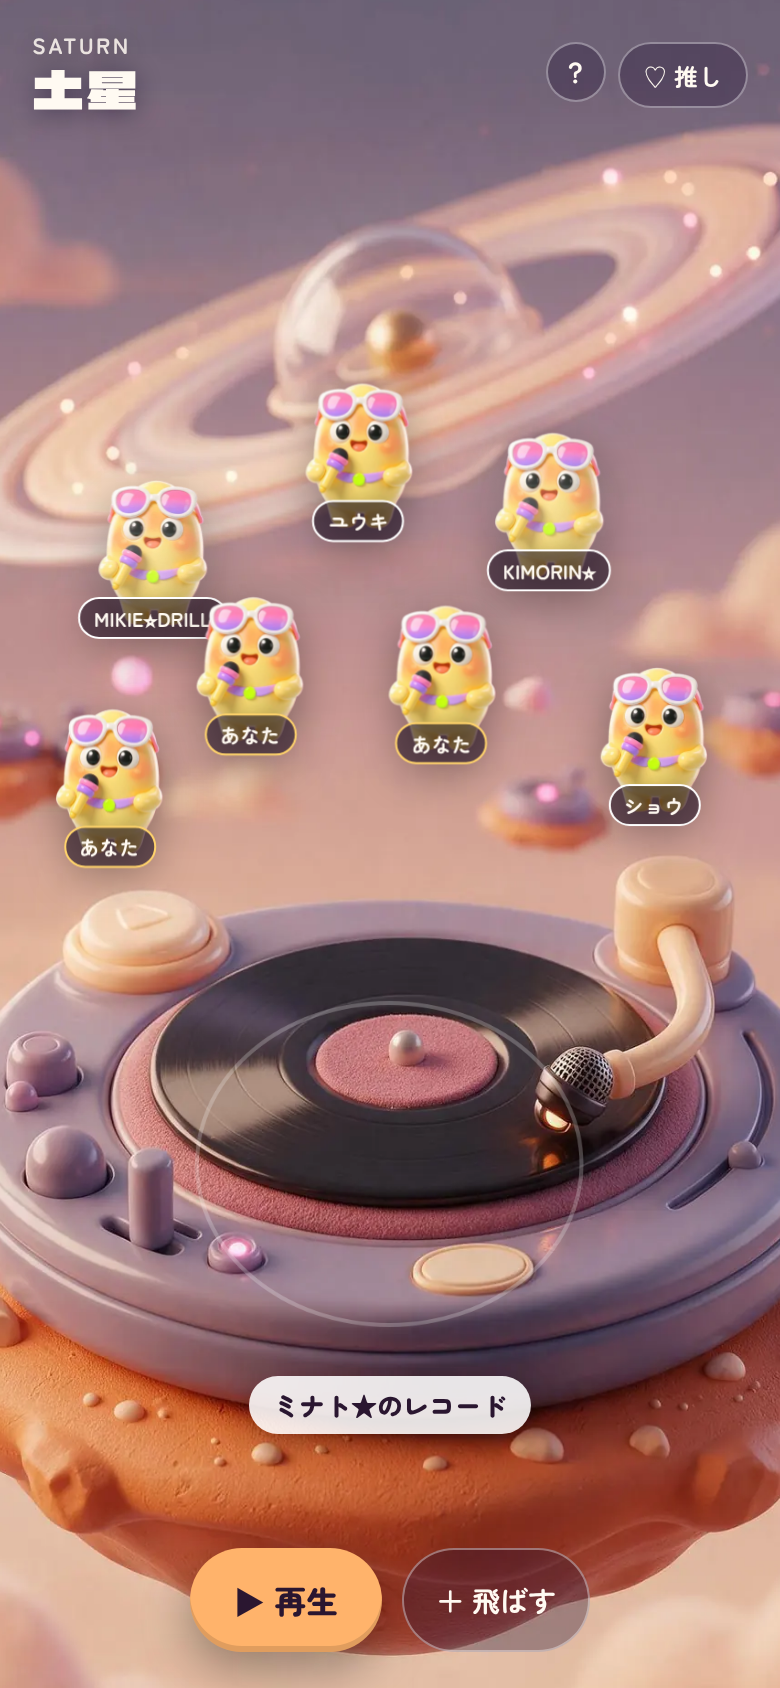 SATURN
土星
?
♡ 推し
ユウキ
KIMORIN★
MIKIE★DRILL
あなた
あなた
ショウ
あなた
ミナト★のレコード
▶ 再生
＋ 飛ばす